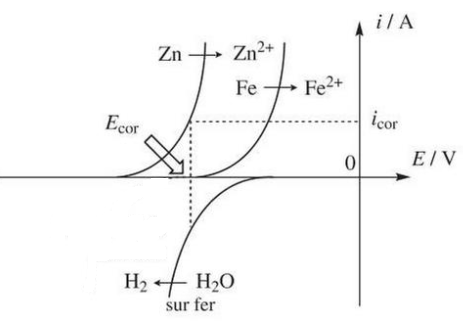 i / A
Zn → Zn²⁺
Fe → Fe²⁺
E_cor
i_cor
0
E / V
H₂ ← H₂O
sur fer